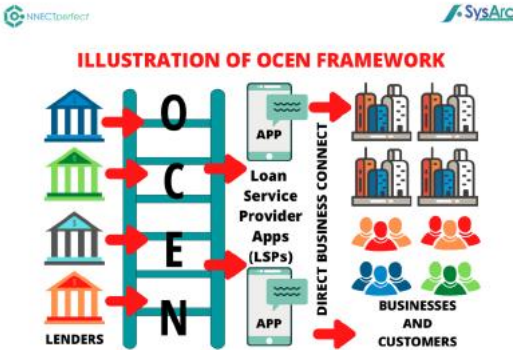 CNNECTperfect
SysArc
ILLUSTRATION OF OCEN FRAMEWORK
O
C
E
N
APP
Loan
Service
Provider
Apps
(LSPs)
APP
DIRECT BUSINESS CONNECT
LENDERS
BUSINESSES
AND
CUSTOMERS